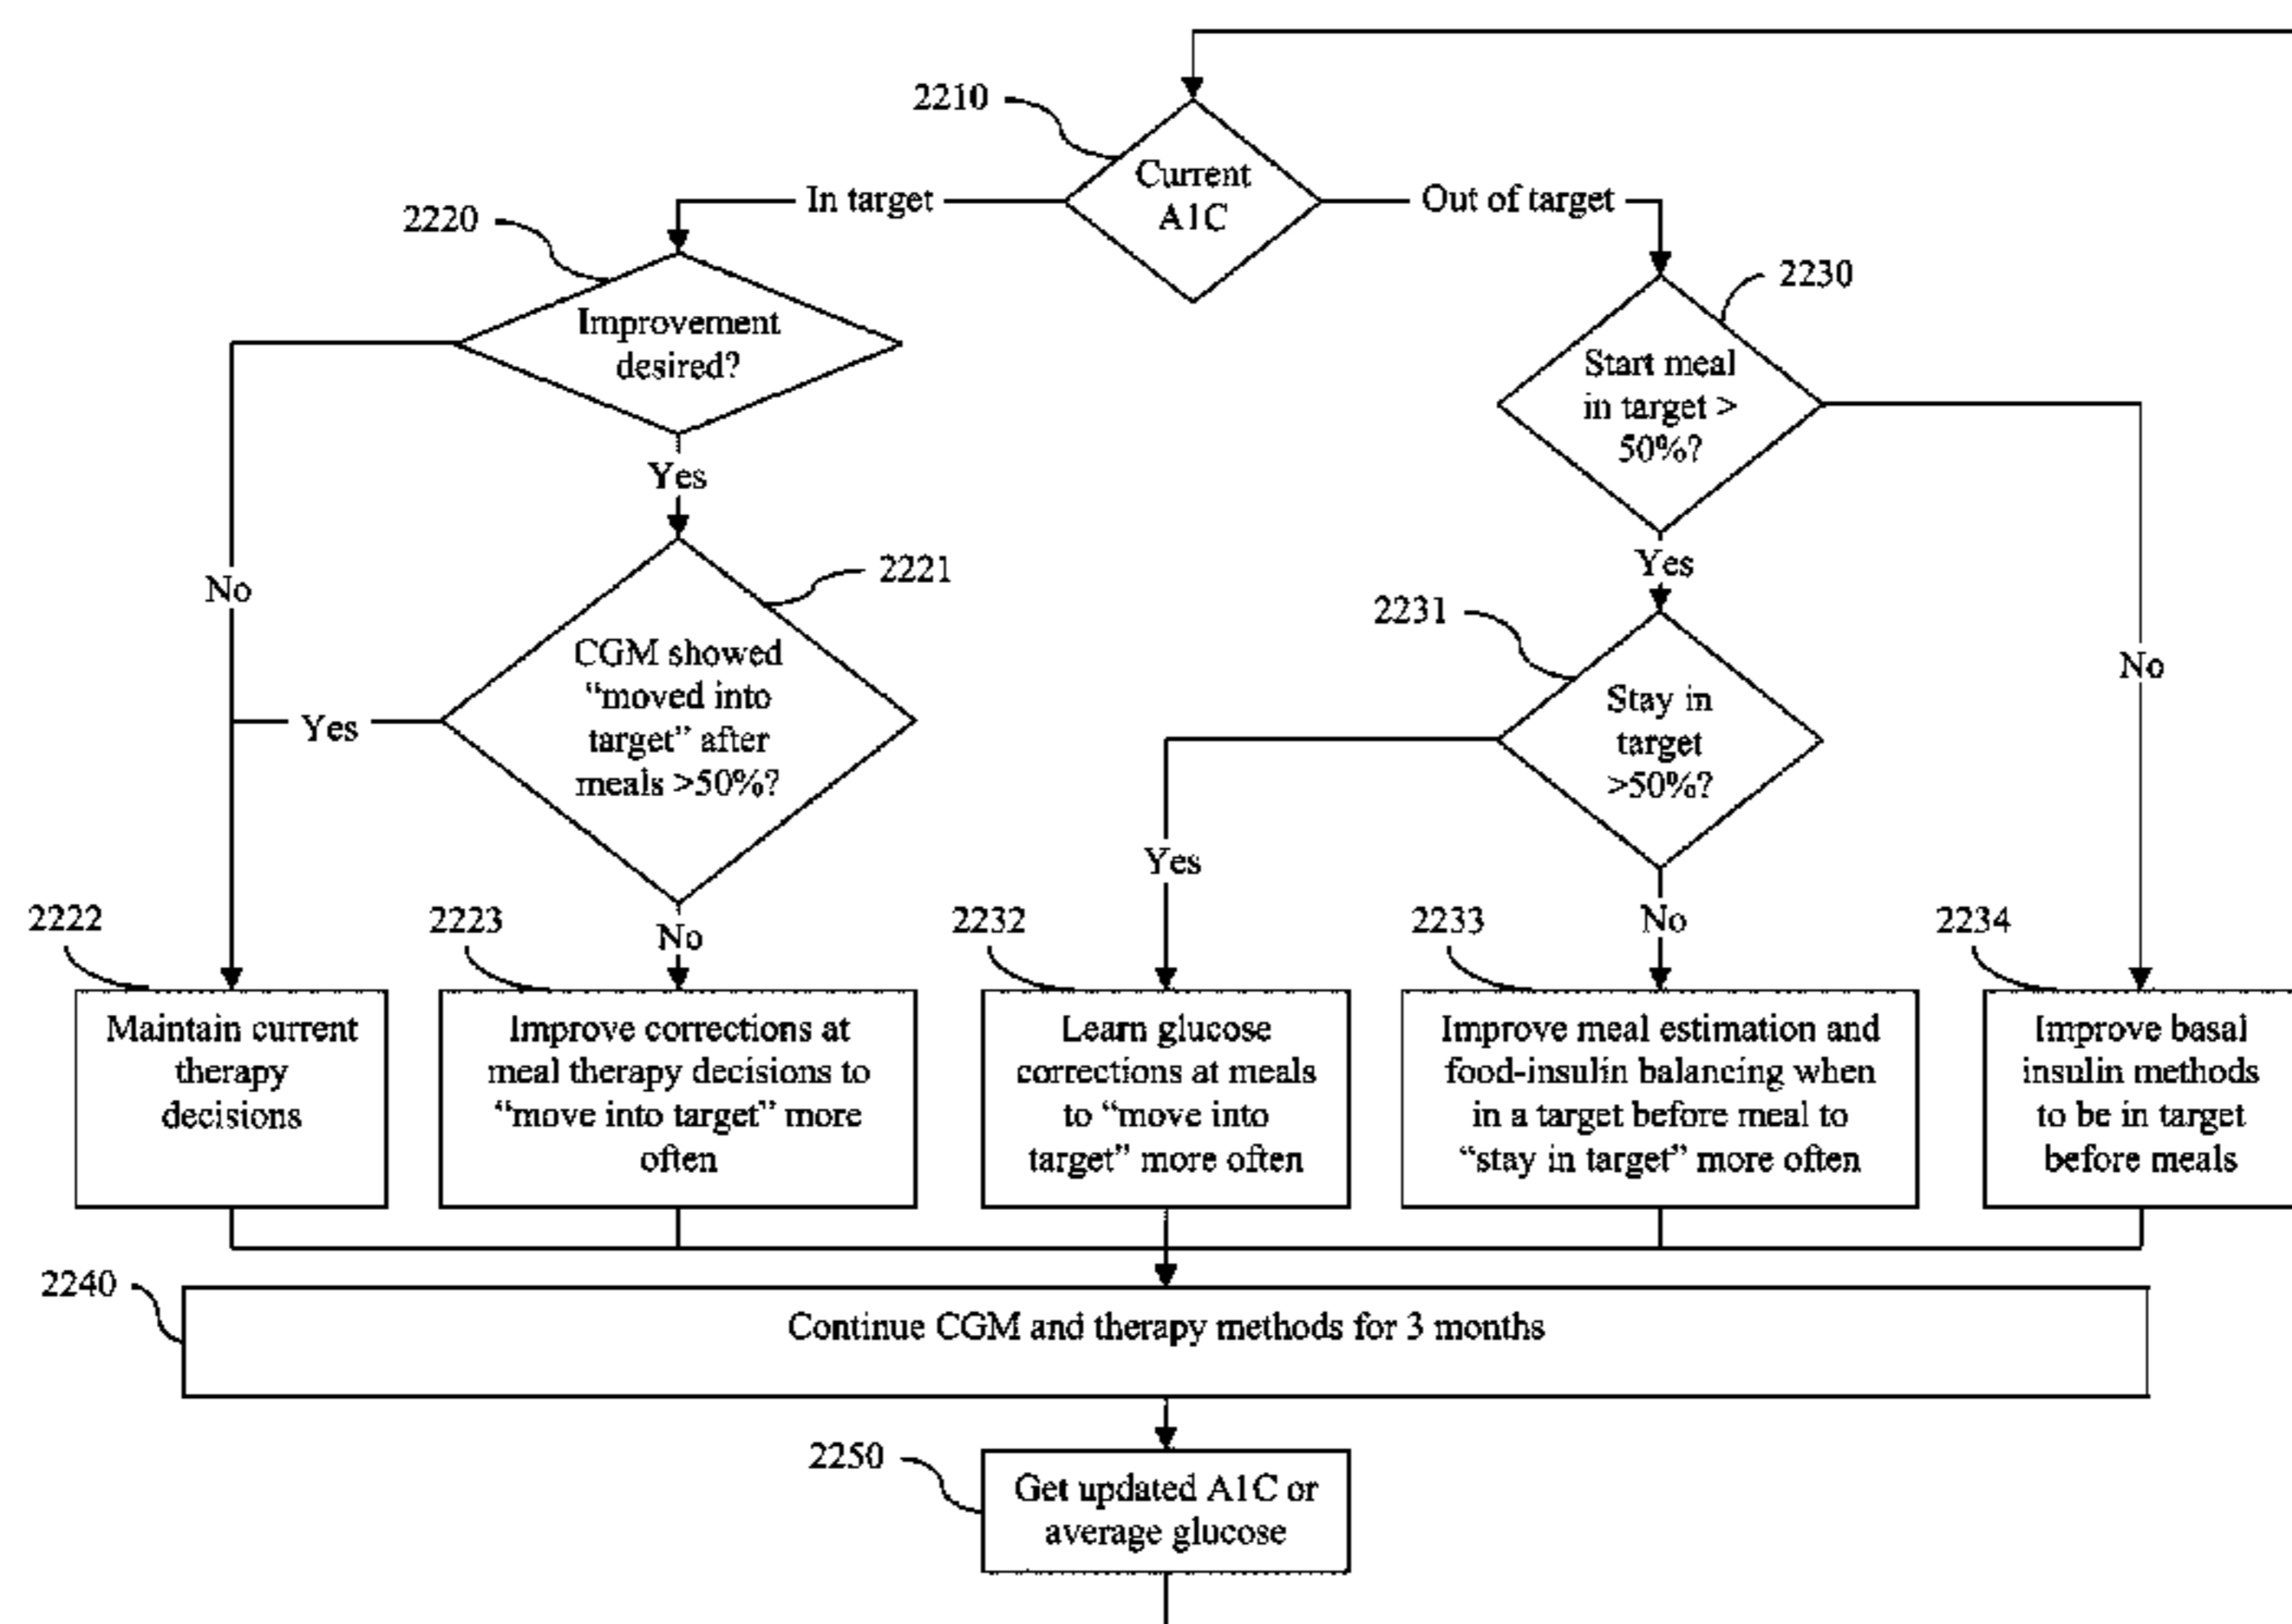 2210
Current
A1C
In target
Out of target
2220
Improvement
desired?
2230
Start meal
in target >
50%?
Yes
Yes
No
2221
CGM showed
“moved into
target” after
meals >50%?
Yes
2231
Stay in
target
>50%?
No
Yes
2222
2223
No
2232
2233
No
2234
Maintain current
therapy
decisions
Improve corrections at
meal therapy decisions to
“move into target” more
often
Learn glucose
corrections at meals
to “move into
target” more often
Improve meal estimation and
food-insulin balancing when
in a target before meal to
“stay in target” more often
Improve basal
insulin methods
to be in target
before meals
2240
Continue CGM and therapy methods for 3 months
2250
Get updated A1C or
average glucose